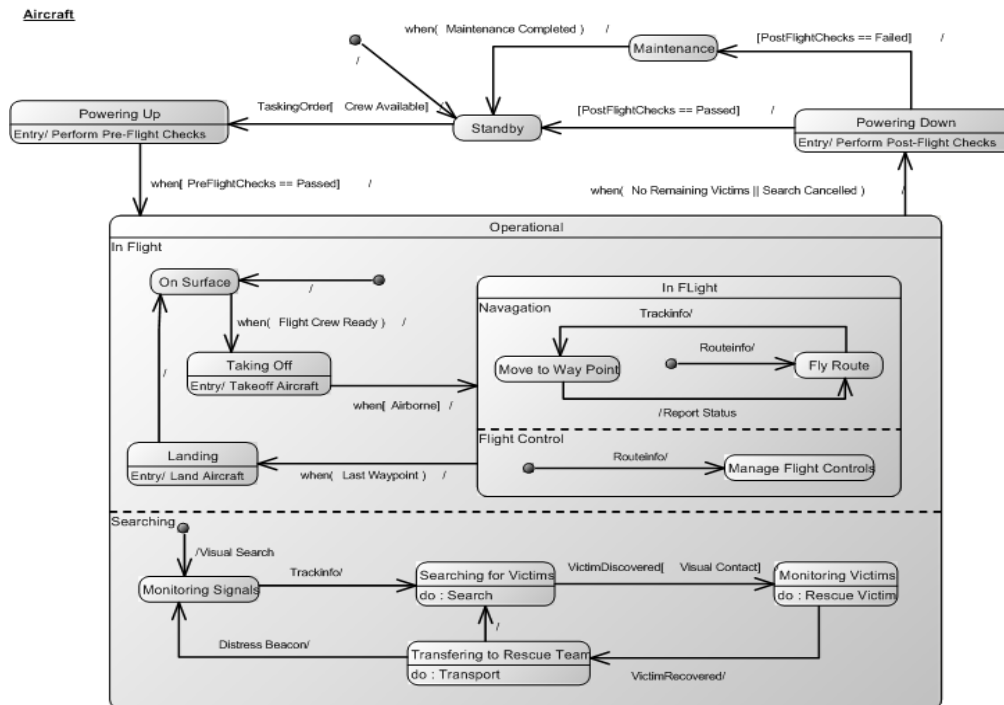 Aircraft
when( Maintenance Completed ) /
Maintenance
[PostFlightChecks == Failed] /
/
TaskingOrder[ Crew Available] /
[PostFlightChecks == Passed] /
Powering Up
Entry/ Perform Pre-Flight Checks
Standby
Powering Down
Entry/ Perform Post-Flight Checks
when[ PreFlightChecks == Passed] /
when( No Remaining Victims || Search Cancelled ) /
Operational
In Flight
On Surface
/
In FLight
Navagation
Trackinfo/
when( Flight Crew Ready ) /
Routeinfo/
Taking Off
Entry/ Takeoff Aircraft
Move to Way Point
Fly Route
/
when[ Airborne] /
/Report Status
Flight Control
Landing
Entry/ Land Aircraft
when( Last Waypoint ) /
Routeinfo/
Manage Flight Controls
Searching
/Visual Search
Monitoring Signals
Trackinfo/
Searching for Victims
do : Search
VictimDiscovered[ Visual Contact] /
Monitoring Victims
do : Rescue Victim
Distress Beacon/
/
Transfering to Rescue Team
do : Transport
VictimRecovered/